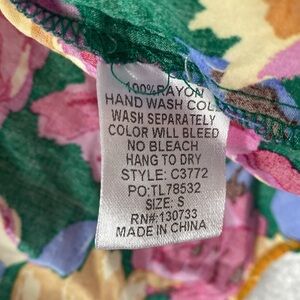 100% RAYON
HAND WASH COLD
WASH SEPARATELY
COLOR WILL BLEED
NO BLEACH
HANG TO DRY
STYLE: C3772
PO:TL78532
SIZE: S
RN#:130733
MADE IN CHINA